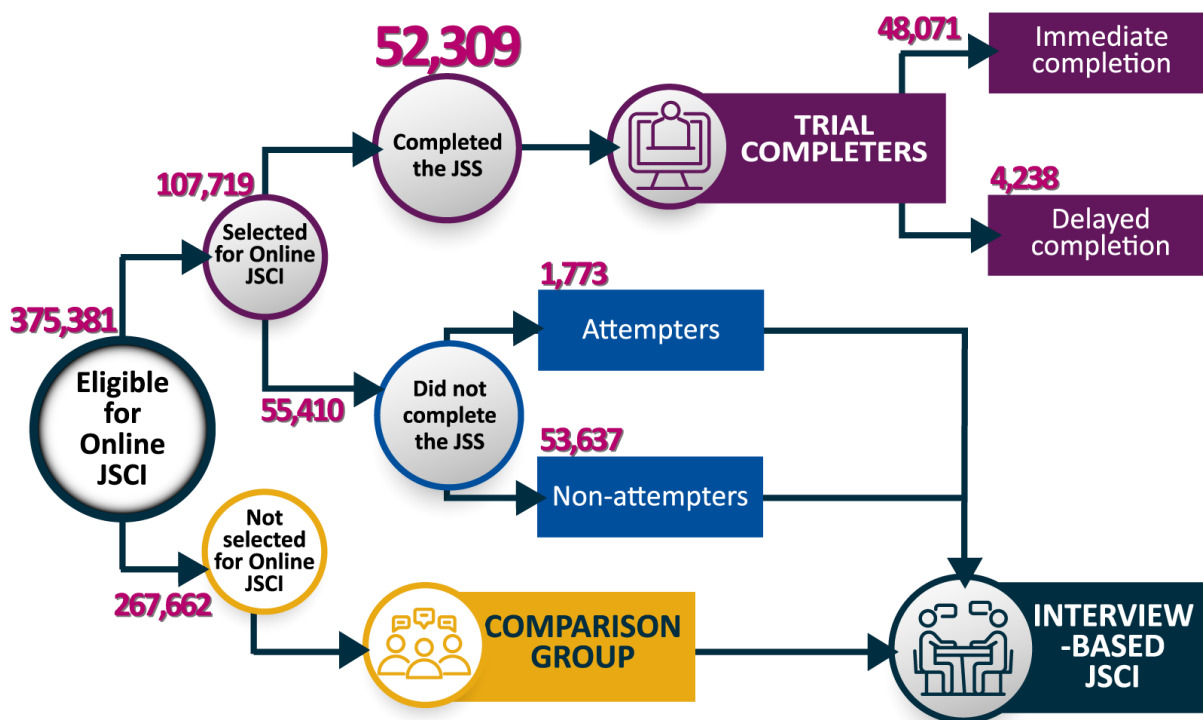 52,309
48,071
Immediate
completion
Completed
the JSS
TRIAL
COMPLETERS
107,719
4,238
Selected
for Online
JSCI
Delayed
completion
1,773
Attempters
375,381
Eligible
for
Online
JSCI
55,410
Did not
complete
the JSS
53,637
Non-attempters
Not
selected
for Online
JSCI
267,662
COMPARISON
GROUP
INTERVIEW
-BASED
JSCI